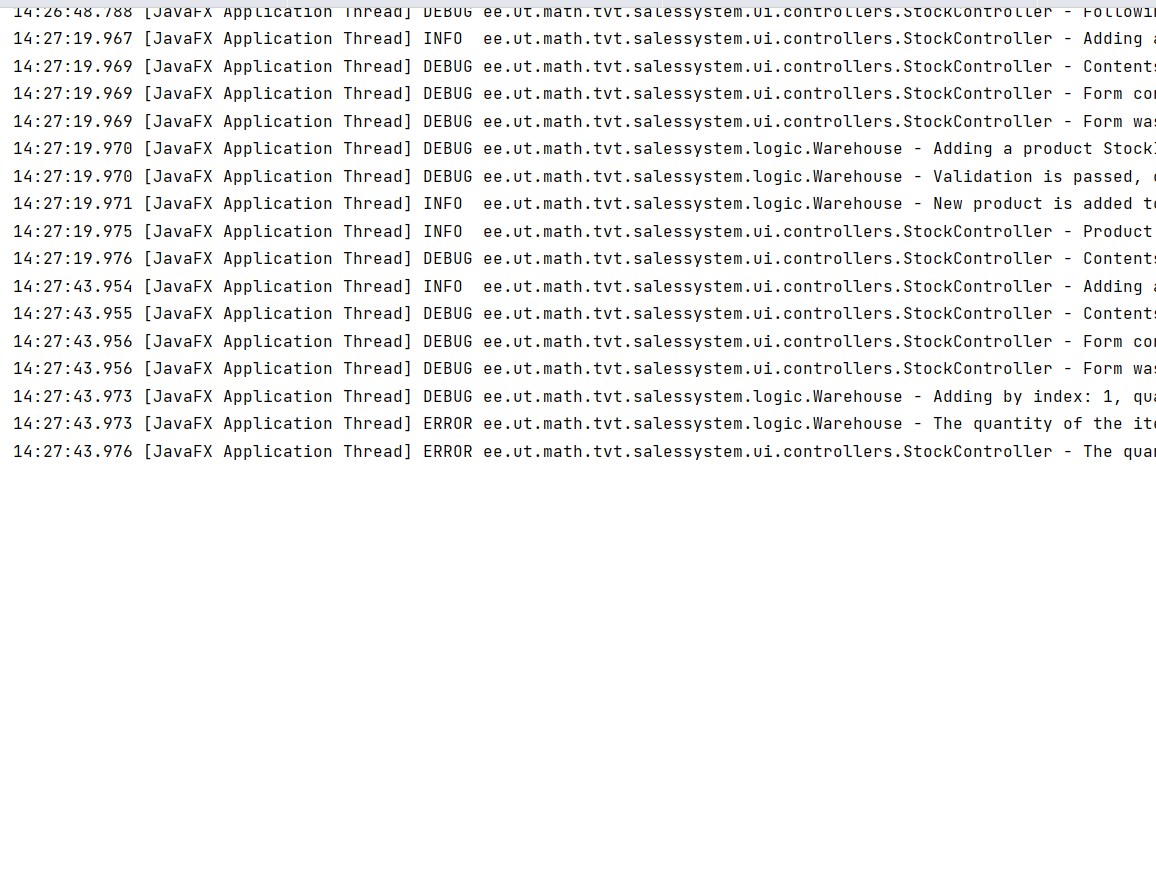 14:26:48.788 [JavaFX Application Thread] DEBUG ee.ut.math.tvt.salessystem.ui.controllers.StockController - Followin
14:27:19.967 [JavaFX Application Thread] INFO  ee.ut.math.tvt.salessystem.ui.controllers.StockController - Adding a
14:27:19.969 [JavaFX Application Thread] DEBUG ee.ut.math.tvt.salessystem.ui.controllers.StockController - Contents
14:27:19.969 [JavaFX Application Thread] DEBUG ee.ut.math.tvt.salessystem.ui.controllers.StockController - Form con
14:27:19.969 [JavaFX Application Thread] DEBUG ee.ut.math.tvt.salessystem.ui.controllers.StockController - Form was
14:27:19.970 [JavaFX Application Thread] DEBUG ee.ut.math.tvt.salessystem.logic.Warehouse - Adding a product Stock
14:27:19.970 [JavaFX Application Thread] DEBUG ee.ut.math.tvt.salessystem.logic.Warehouse - Validation is passed,
14:27:19.971 [JavaFX Application Thread] INFO  ee.ut.math.tvt.salessystem.logic.Warehouse - New product is added to
14:27:19.975 [JavaFX Application Thread] INFO  ee.ut.math.tvt.salessystem.ui.controllers.StockController - Product
14:27:19.976 [JavaFX Application Thread] DEBUG ee.ut.math.tvt.salessystem.ui.controllers.StockController - Contents
14:27:43.954 [JavaFX Application Thread] INFO  ee.ut.math.tvt.salessystem.ui.controllers.StockController - Adding a
14:27:43.955 [JavaFX Application Thread] DEBUG ee.ut.math.tvt.salessystem.ui.controllers.StockController - Contents
14:27:43.956 [JavaFX Application Thread] DEBUG ee.ut.math.tvt.salessystem.ui.controllers.StockController - Form con
14:27:43.956 [JavaFX Application Thread] DEBUG ee.ut.math.tvt.salessystem.ui.controllers.StockController - Form was
14:27:43.973 [JavaFX Application Thread] DEBUG ee.ut.math.tvt.salessystem.logic.Warehouse - Adding by index: 1, qua
14:27:43.973 [JavaFX Application Thread] ERROR ee.ut.math.tvt.salessystem.logic.Warehouse - The quantity of the ite
14:27:43.976 [JavaFX Application Thread] ERROR ee.ut.math.tvt.salessystem.ui.controllers.StockController - The quan